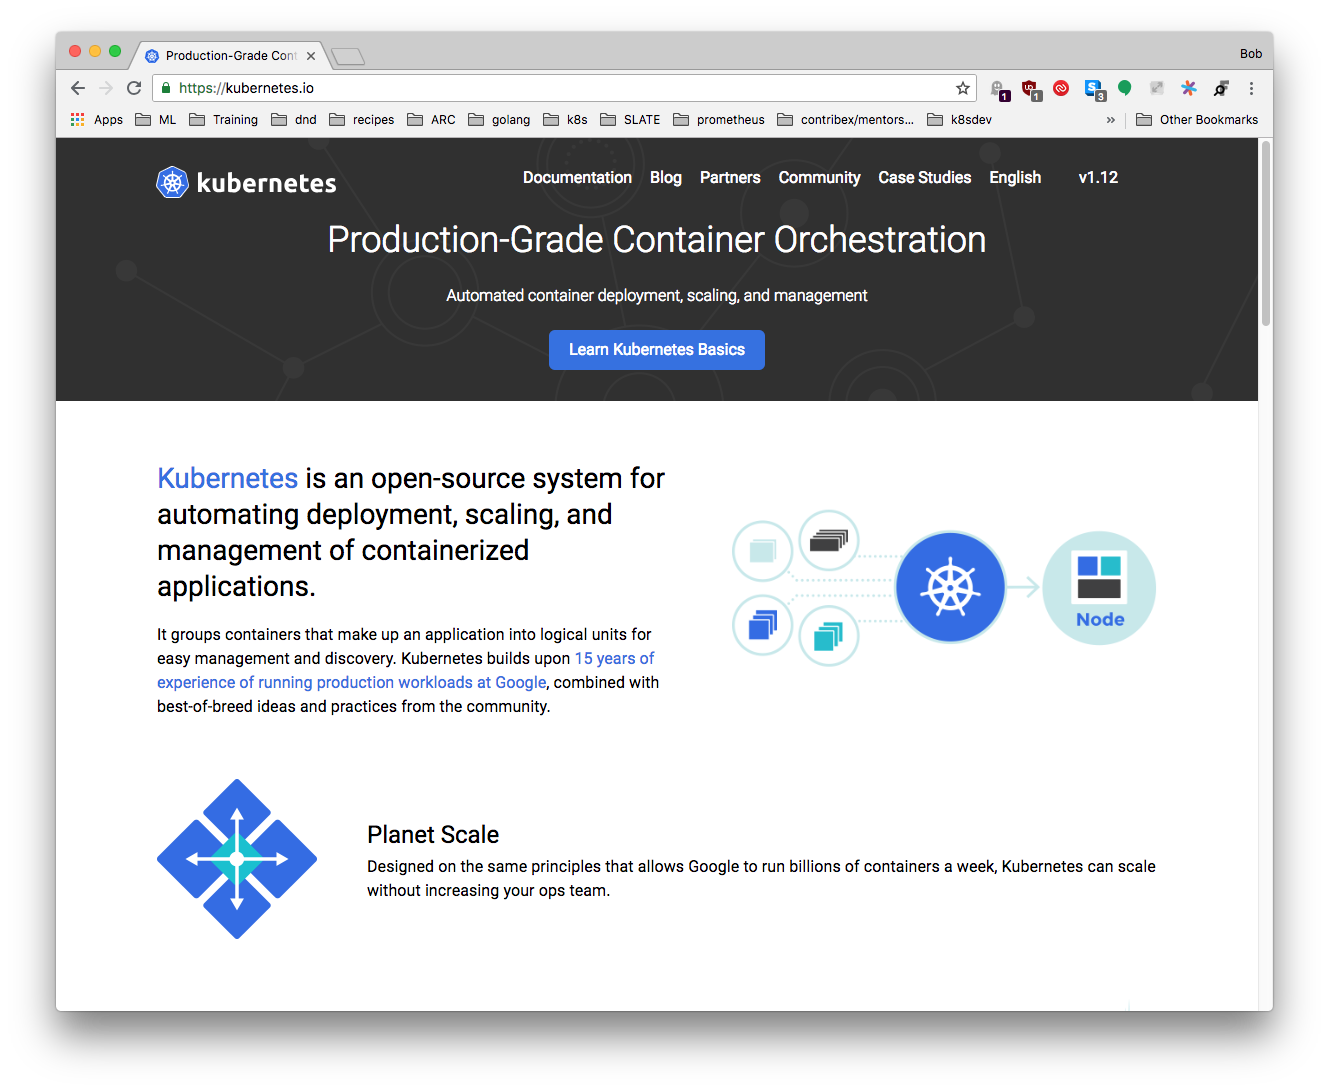 Production-Grade Cont
Bob
https://kubernetes.io
1
1
3
Apps ML Training dnd recipes ARC golang k8s SLATE prometheus contribex/mentors... k8sdev » Other Bookmarks
kubernetes
Documentation Blog Partners Community Case Studies English v1.12
Production-Grade Container Orchestration
Automated container deployment, scaling, and management
Learn Kubernetes Basics
Kubernetes is an open-source system for
automating deployment, scaling, and
management of containerized
applications.
It groups containers that make up an application into logical units for
easy management and discovery. Kubernetes builds upon 15 years of
experience of running production workloads at Google, combined with
best-of-breed ideas and practices from the community.
Node
Planet Scale
Designed on the same principles that allows Google to run billions of containers a week, Kubernetes can scale
without increasing your ops team.